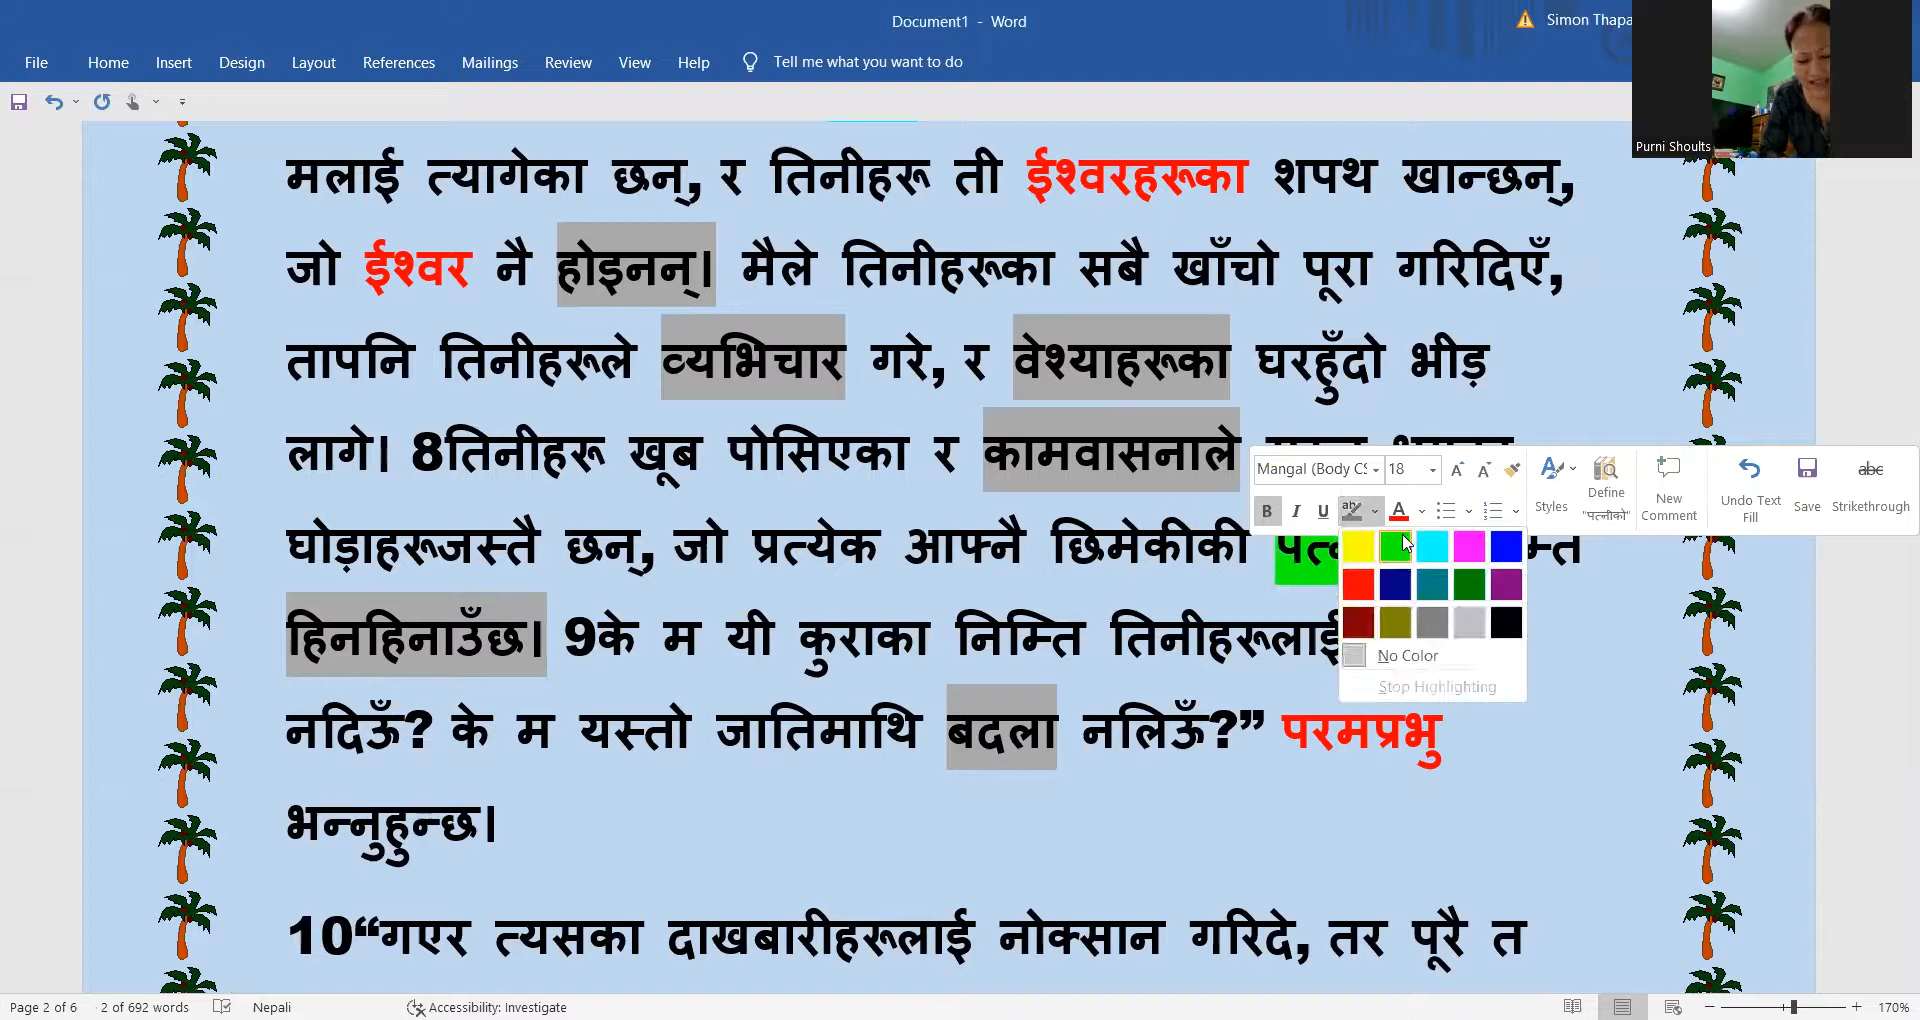 Document1 - Word
Simon Thapa
File Home Insert Design Layout References Mailings Review View Help Tell me what you want to do
Purni Shoults
मलाई त्यागेका छन्, र तिनीहरू ती ईश्वरहरूका शपथ खान्छन्,
जो ईश्वर नै होइनन्। मैले तिनीहरूका सबै खाँचो पूरा गरिदिएँ,
तापनि तिनीहरूले व्यभिचार गरे, र वेश्याहरूका घरहुँदो भीड़
लागे। 8तिनीहरू खूब पोसिएका र कामवासनाले
Mangal (Body CS 18
Styles Define "पत्नीको" New Comment Undo Text Fill Save abc Strikethrough
B I U ab A
घोड़ाहरूजस्तै छन्, जो प्रत्येक आफ्नै छिमेकीकी
हिनहिनाउँछ। 9के म यी कुराका निम्ति तिनीहरूलाई
No Color
Stop Highlighting
नदिऊँ? के म यस्तो जातिमाथि बदला नलिऊँ?” परमप्रभु
भन्नुहुन्छ।
10“गएर त्यसका दाखबारीहरूलाई नोक्सान गरिदे, तर पूरै त
Page 2 of 6 2 of 692 words Nepali Accessibility: Investigate 170%